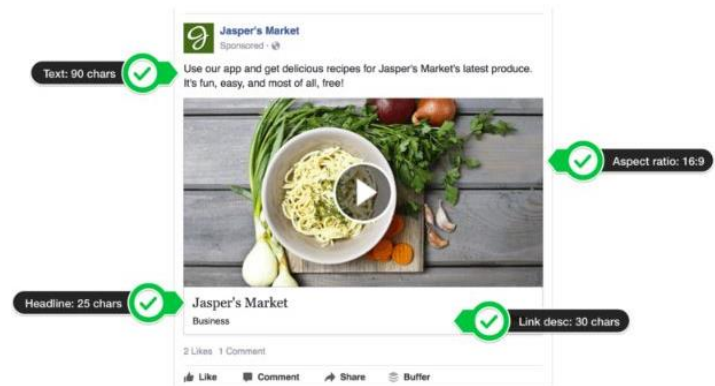 Jasper's Market
Sponsored ·
Text: 90 chars
Use our app and get delicious recipes for Jasper's Market's latest produce.
It's fun, easy, and most of all, free!
Aspect ratio: 16:9
Headline: 25 chars
Jasper's Market
Business
Link desc: 30 chars
2 Likes 1 Comment
Like Comment Share Buffer